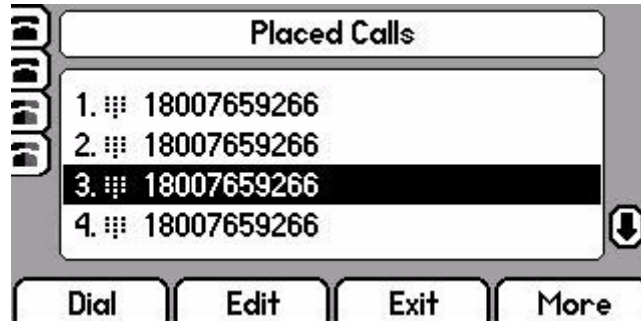 Placed Calls
1. 18007659266
2. 18007659266
3. 18007659266
4. 18007659266
Dial Edit Exit More